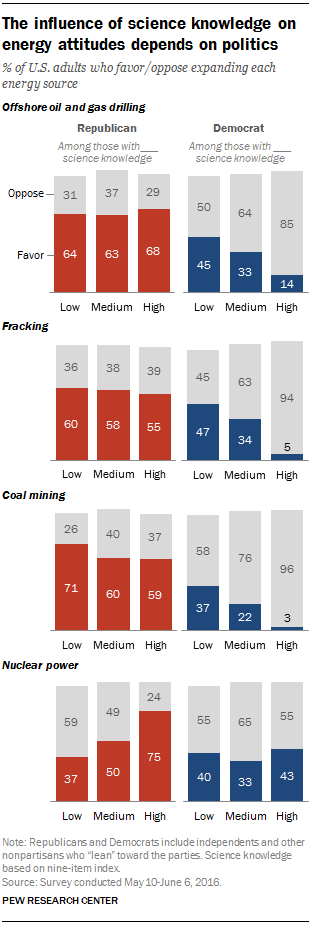 The influence of science knowledge on
energy attitudes depends on politics
% of U.S. adults who favor/oppose expanding each
energy source
Offshore oil and gas drilling
Republican Democrat
Among those with___ Among those with ___
science knowledge science knowledge
Oppose 31 37 29 50 64 85
Favor 64 63 68 45 33 14
Low Medium High Low Medium High
Fracking
36 38 39 45 63 94
60 58 55 47 34 5
Low Medium High Low Medium High
Coal mining
26 40 37 58 76 96
71 60 59 37 22 3
Low Medium High Low Medium High
Nuclear power
59 49 24 55 65 55
37 50 75 40 33 43
Low Medium High Low Medium High
Note: Republicans and Democrats include independents and other
nonpartisans who “lean” toward the parties. Science knowledge
based on nine-item index.
Source: Survey conducted May 10-June 6, 2016.
PEW RESEARCH CENTER